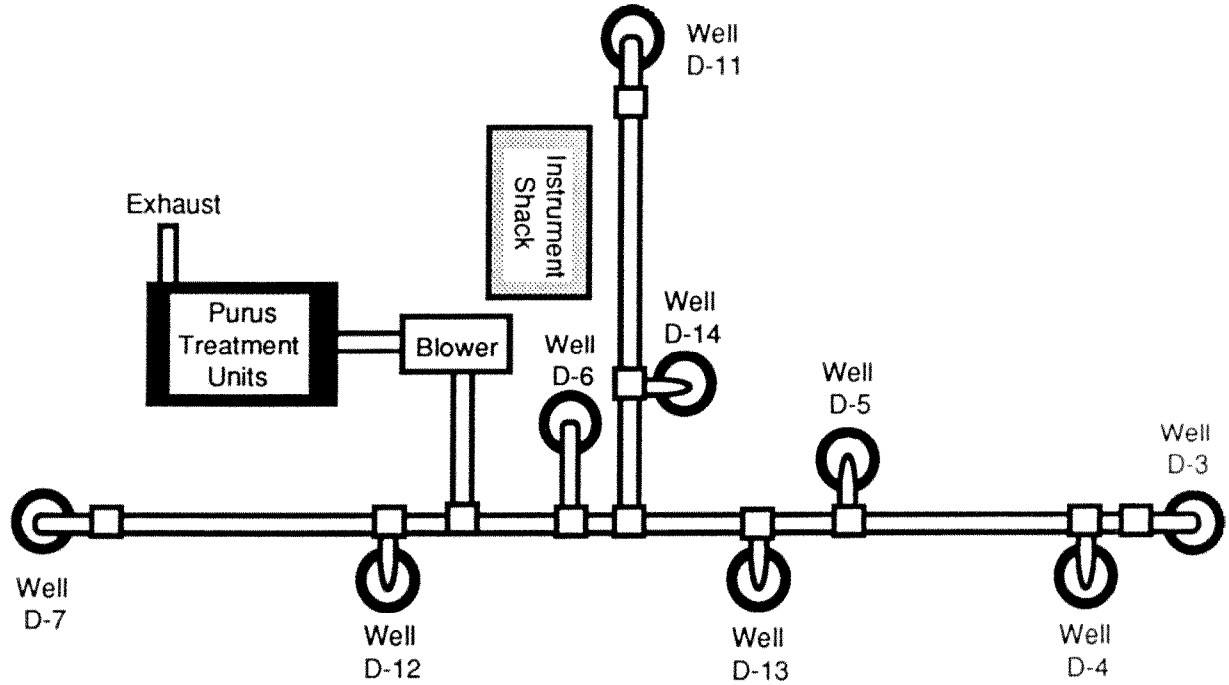 Well
D-11
Instrument
Shack
Exhaust
Purus
Treatment
Units
Blower
Well
D-6
Well
D-14
Well
D-5
Well
D-3
Well
D-7
Well
D-12
Well
D-13
Well
D-4